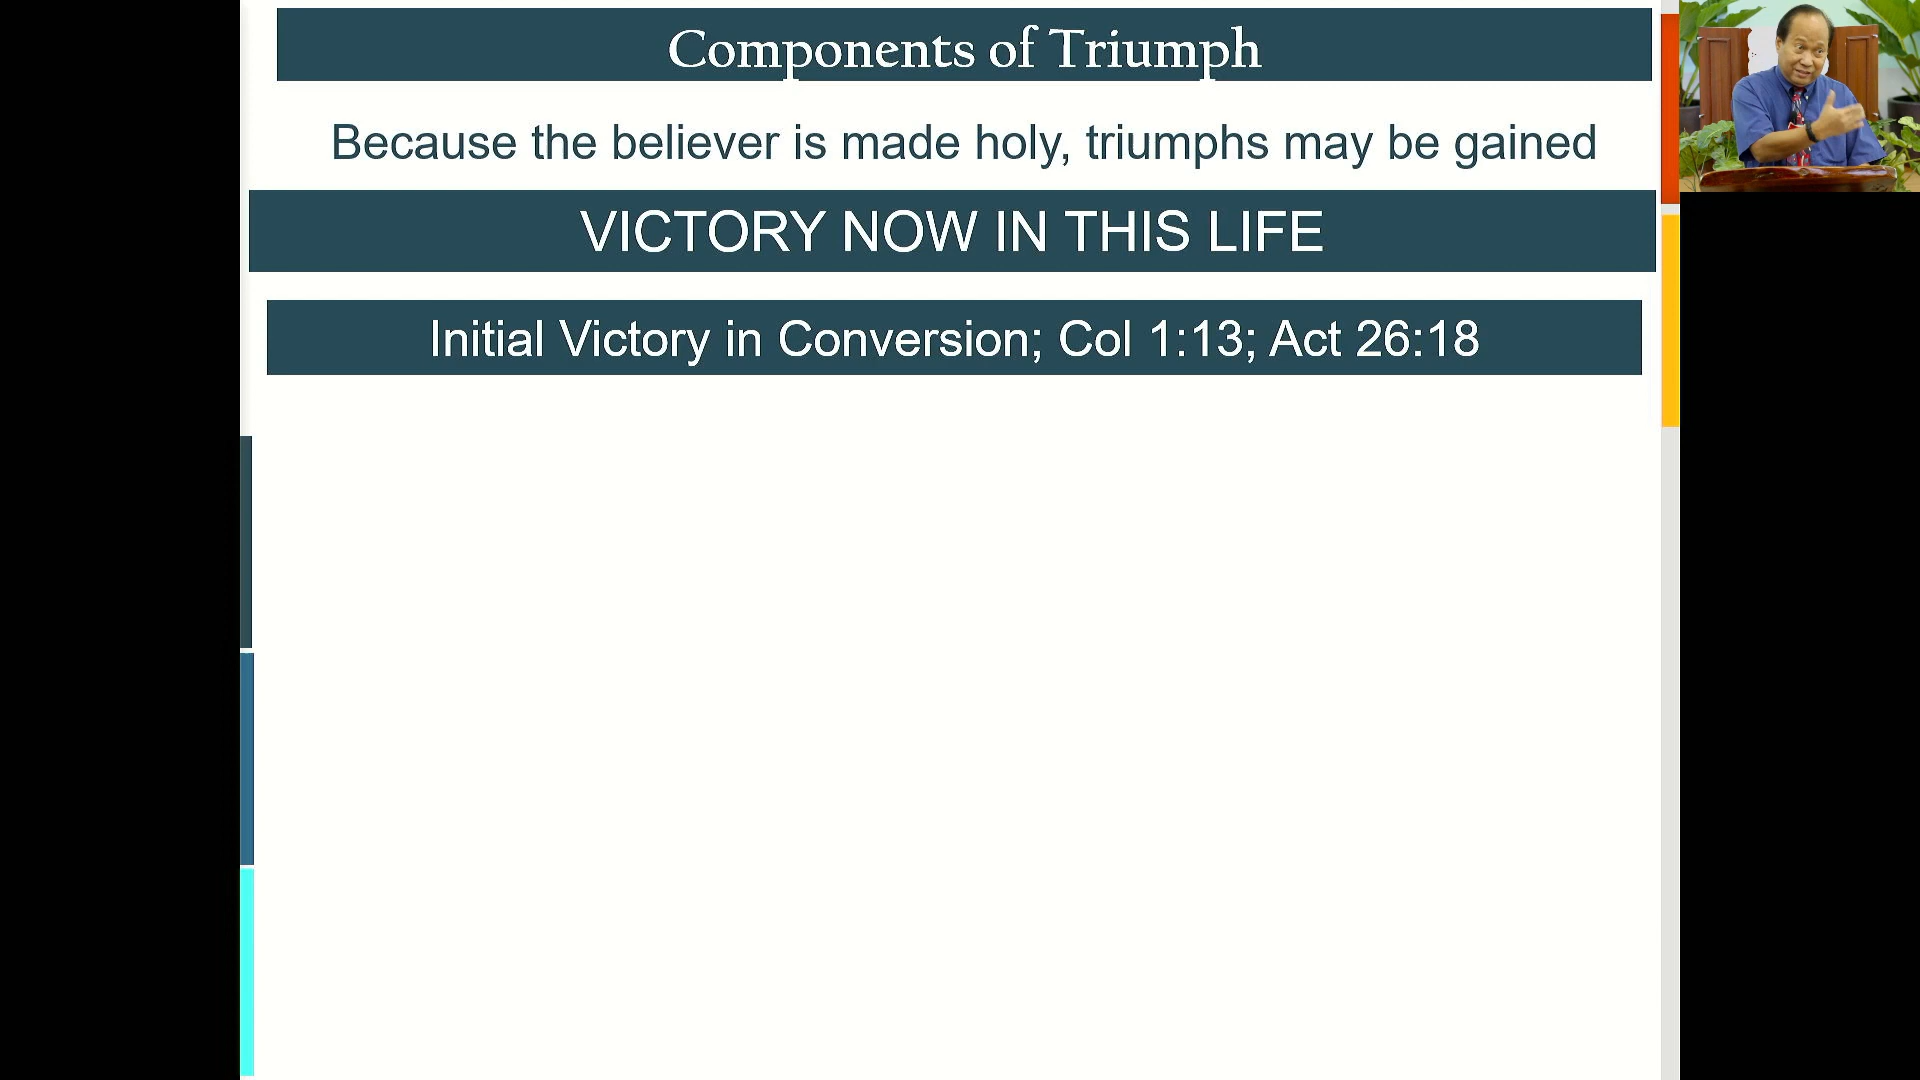 Components of Triumph
Because the believer is made holy, triumphs may be gained
VICTORY NOW IN THIS LIFE
Initial Victory in Conversion; Col 1:13; Act 26:18